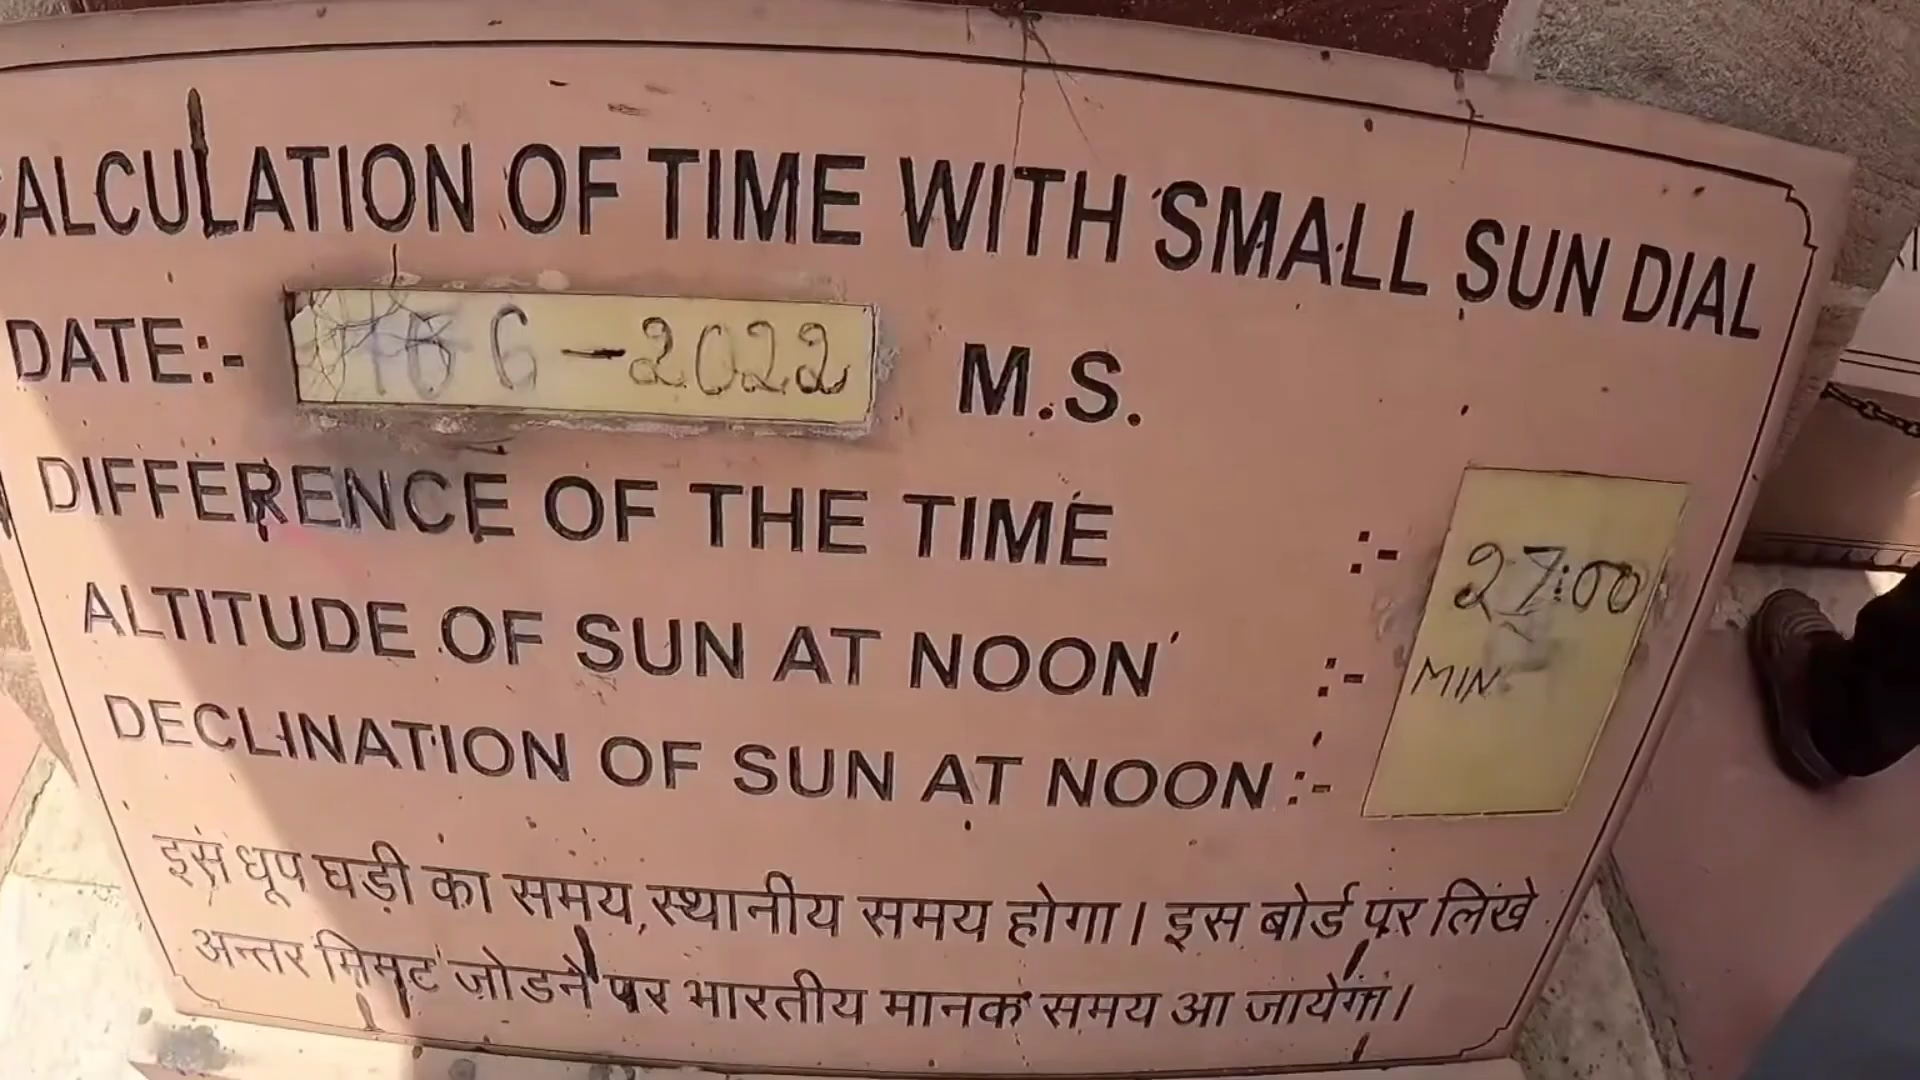 CALCULATION OF TIME WITH SMALL SUN DIAL
DATE:- 6-2022 M.S.
DIFFERENCE OF THE TIME :- 27:00
ALTITUDE OF SUN AT NOON :- MIN
DECLINATION OF SUN AT NOON :-
इस धूप घड़ी का समय, स्थानीय समय होगा। इस बोर्ड पर लिखे
अन्तर मिनट जोडने पर भारतीय मानक समय आ जायेगा।